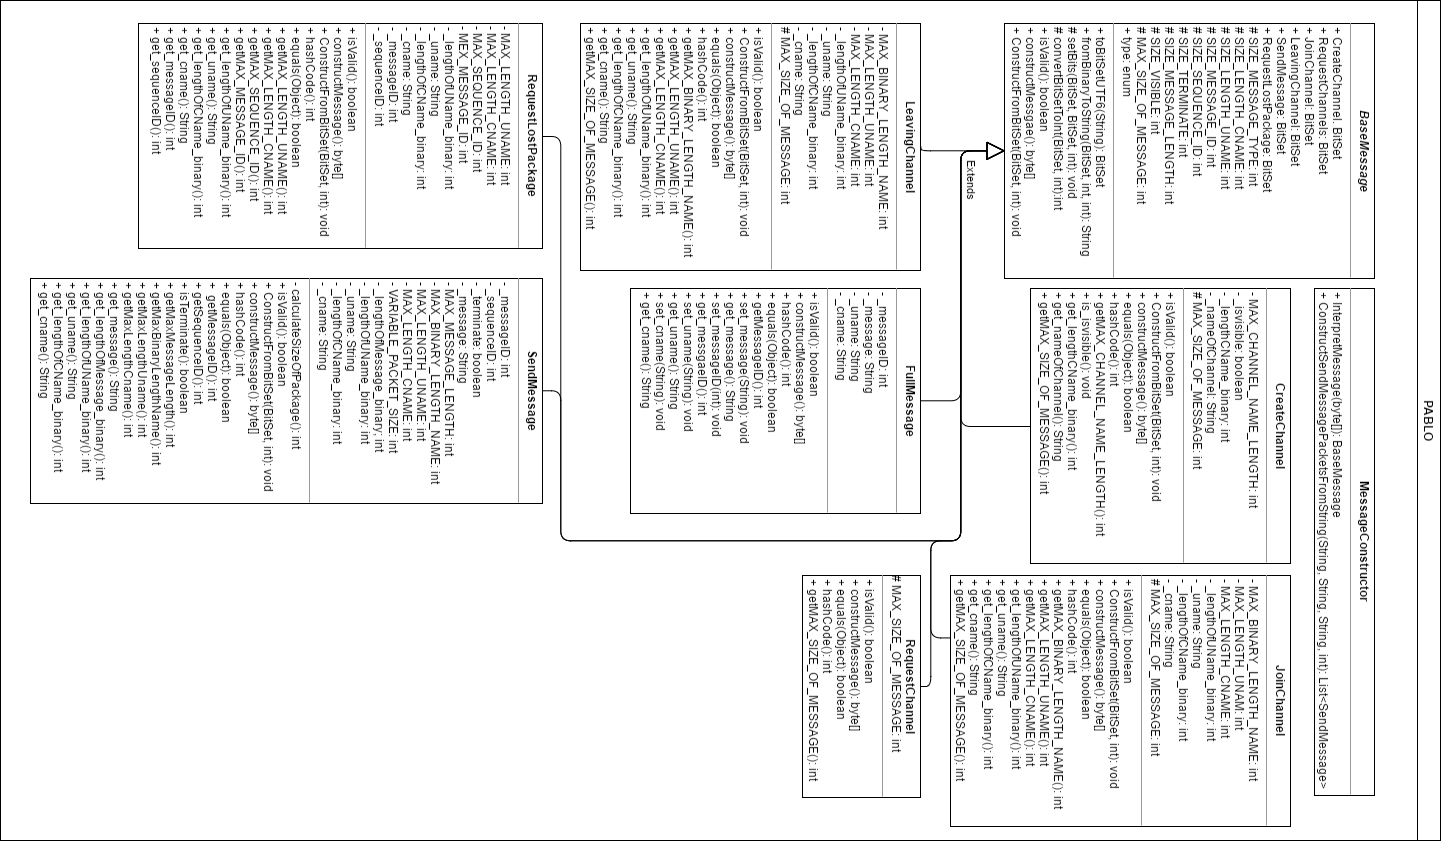 PABLO
BaseMessage
+ CreateChannel: BitSet
+ RequestChannels: BitSet
+ JoinChannel: BitSet
+ LeavingChannel: BitSet
+ SendMessage: BitSet
+ RequestLostPackage: BitSet
# SIZE_MESSAGE_TYPE: int
# SIZE_LENGTH_CNAME: int
# SIZE_LENGTH_UNAME: int
# SIZE_MESSAGE_ID: int
# SIZE_SEQUENCE_ID: int
# SIZE_TERMINATE: int
# SIZE_MESSAGE_LENGTH: int
# SIZE_VISIBLE: int
# MAX_SIZE_OF_MESSAGE: int
+ type: enum
+ toBitSetUTF6(String): BitSet
+ fromBinaryToString(BitSet, int, int): String
# setBits(BitSet, BitSet, int): void
# convertBitSetToInt(BitSet, int):int
+ isValid(): boolean
+ constructMesgae(): byte[]
+ ConstructFromBitSet(BitSet, int): void
MessageConstructor
+ InterpretMessage(byte[]): BaseMessage
+ ConstructSendMessagePacketsFromString(String, String, String, int): List<SendMessage>
Extends
CreateChannel
- MAX_CHANNEL_NAME_LENGTH: int
- _isvisible: boolean
- _lengthOfCName_binary: int
- _nameOfChannel: String
# MAX_SIZE_OF_MESSAGE: int
+ isValid(): boolean
+ ConstructFromBitSet(BitSet, int): void
+ constructMessage(): byte[]
+ equals(Object): boolean
+ hashCode(): int
+ getMAX_CHANNEL_NAME_LENGTH(): int
+ is_isvisible(): void
+ get_lengthCName_binary(): int
+ get_nameOfChannel(): String
+ getMAX_SIZE_OF_MESSAGE(): int
JoinChannel
- MAX_BINARY_LENGTH_NAME: int
- MAX_LENGTH_UNAM: int
- MAX_LENGTH_CNAME: int
- _lengthOfUName_binary: int
- _uname: String
- _lengthOfCName_binary: int
- _cname: String
# MAX_SIZE_OF_MESSAGE: int
+ isValid(): boolean
+ ConstructFromBitSet(BitSet, int): void
+ constructMessage(): byte[]
+ equals(Object): boolean
+ hashCode(): int
+ getMAX_BINARY_LENGTH_NAME(): int
+ getMAX_LENGTH_UNAME(): int
+ getMAX_LENGTH_CNAME(): int
+ get_lengthOfUName_binary(): int
+ get_uname(): String
+ get_lengthOfCName_binary(): int
+ get_cname(): String
+ getMAX_SIZE_OF_MESSAGE(): int
LeavingChannel
- MAX_BINARY_LENGTH_NAME: int
- MAX_LENGTH_UNAME: int
- MAX_LENGTH_CNAME: int
- _lengthOfUName_binary: int
- _uname: String
- _lengthOfCName_binary: int
- _cname: String
# MAX_SIZE_OF_MESSAGE: int
+ isValid(): boolean
+ ConstructFromBitSet(BitSet, int): void
+ constructMessage(): byte[]
+ equals(Object): boolean
+ hashCode(): int
+ getMAX_BINARY_LENGTH_NAME(): int
+ getMAX_LENGTH_UNAME(): int
+ getMAX_LENGTH_CNAME(): int
+ get_lengthOfUName_binary(): int
+ get_uname(): String
+ get_lengthOfCName_binary(): int
+ get_cname(): String
+ getMAX_SIZE_OF_MESSAGE(): int
FullMessage
- _messageID: int
- _message: String
- _uname: String
- _cname: String
+ isValid(): boolean
+ constructMessage(): byte[]
+ hashCode(): int
+ equals(Object): boolean
+ getMessageID(): int
+ set_message(String): void
+ get_message(): String
+ set_messageID(int): void
+ get_messgaeID(): int
+ set_uname(String): void
+ get_uname(): String
+ set_cname(String): void
+ get_cname(): String
RequestChannel
# MAX_SIZE_OF_MESSAGE: int
+ isValid(): boolean
+ constructMessage(): byte[]
+ equals(Object): boolean
+ hashCode(): int
+ getMAX_SIZE_OF_MESSAGE(): int
RequestLostPackage
- MAX_LENGTH_UNAME: int
- MAX_LENGTH_CNAME: int
- MAX_SEQUENCE_ID: int
- MEX_MESSAGE_ID: int
- _lengthOfUName_binary: int
- _uname: String
- _lengthOfCName_binary: int
- _cname: String
- _messageID: int
- _sequenceID: int
+ isValid(): boolean
+ constructMessage(): byte[]
+ ConstructFromBitSet(BitSet, int): void
+ hashCode(): int
+ equals(Object): boolean
+ getMAX_LENGTH_UNAME(): int
+ getMAX_LENGTH_CNAME(): int
+ getMAX_SEQUENCE_ID(): int
+ getMAX_MESSAGE_ID(): int
+ get_lengthOfUName_binary(): int
+ get_uname(): String
+ get_lengthOfCName_binary(): int
+ get_cname(): String
+ get_messageID(): int
+ get_sequenceID(): int
SendMessage
- _messageID: int
- _sequenceID: int
- _terminate: boolean
- _message: String
- MAX_MESSAGE_LENGTH: int
- MAX_BINARY_LENGTH_NAME: int
- MAX_LENGTH_UNAME: int
- MAX_LENGTH_CNAME: int
- VARIABLE_PACKET_SIZE: int
- _lengthOfMessage_binary: int
- _lengthOfUName_binary: int
- _uname: String
- _lengthOfCName_binary: int
- _cname: String
- calculateSizeOfPackage(): int
+ isValid(): boolean
+ ConstructFromBitSet(BitSet, int): void
+ constructMessage(): byte[]
+ hashCode(): int
+ equals(Object): boolean
+ getMessageID(): int
+ getSequenceID(): int
+ isTerminate(): boolean
+ getMaxMessageLength(): int
+ getMaxBinaryLengthName(): int
+ getMaxLengthUname(): int
+ getMaxLengthCname(): int
+ get_message(): String
+ get_lengthOfMessage_binary(): int
+ get_lengthOfUName_binary(): int
+ get_uname(): String
+ get_lengthOfCName_binary(): int
+ get_cname(): String